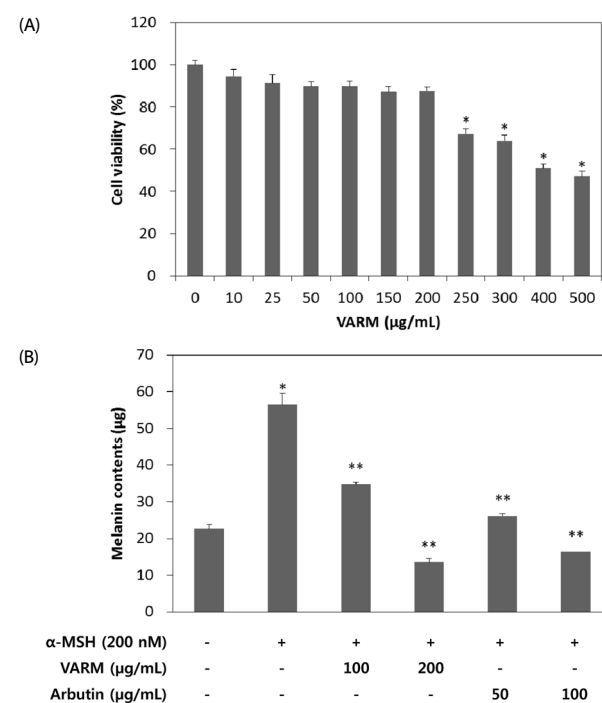 (A)
120
100
80
60
40
20
0
Cell viability (%)
* * * *
0 10 25 50 100 150 200 250 300 400 500
VARM (µg/mL)
(B)
70
60
50
40
30
20
10
0
Melanin contents (µg)
* ** ** ** **
α-MSH (200 nM) - + + + + +
VARM (µg/mL) - - 100 200 - -
Arbutin (µg/mL) - - - - 50 100